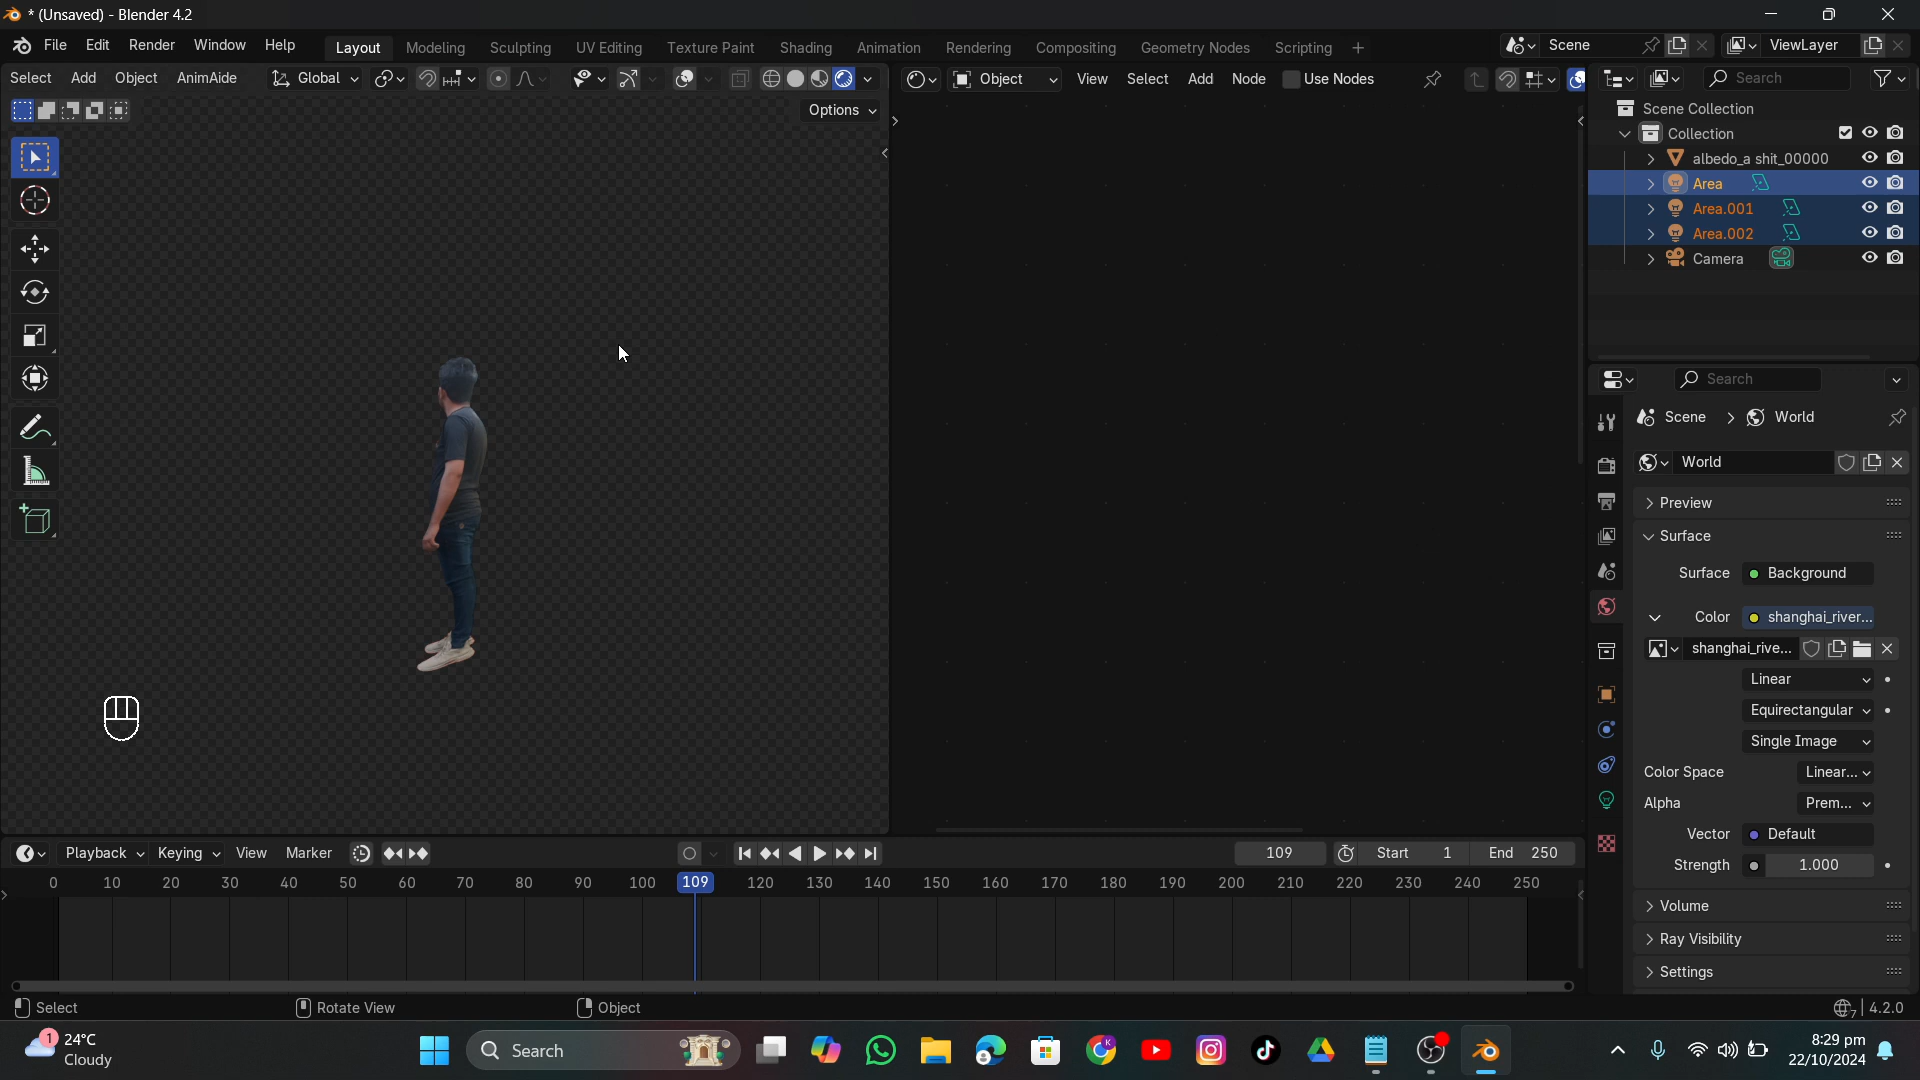 * (Unsaved) - Blender 4.2
File Edit Render Window Help Layout Modeling Sculpting UV Editing Texture Paint Shading Animation Rendering Compositing Geometry Nodes Scripting + Scene ViewLayer
Select Add Object AnimAide Global Object View Select Add Node Use Nodes Search
Options
Scene Collection
Collection
albedo_a shit_00000
Area
Area.001
Area.002
Camera
Search
Scene > World
World
Preview
Surface
Surface Background
Color shanghai_river...
shanghai_rive...
Linear
Equirectangular
Single Image
Color Space Linear...
Alpha Prem...
Vector Default
Strength 1.000
Volume
Ray Visibility
Settings
Playback Keying View Marker 109 Start 1 End 250
0 10 20 30 40 50 60 70 80 90 100 109 120 130 140 150 160 170 180 190 200 210 220 230 240 250
Select Rotate View Object 4.2.0
1 24°C
Cloudy
Search
8:29 pm
22/10/2024